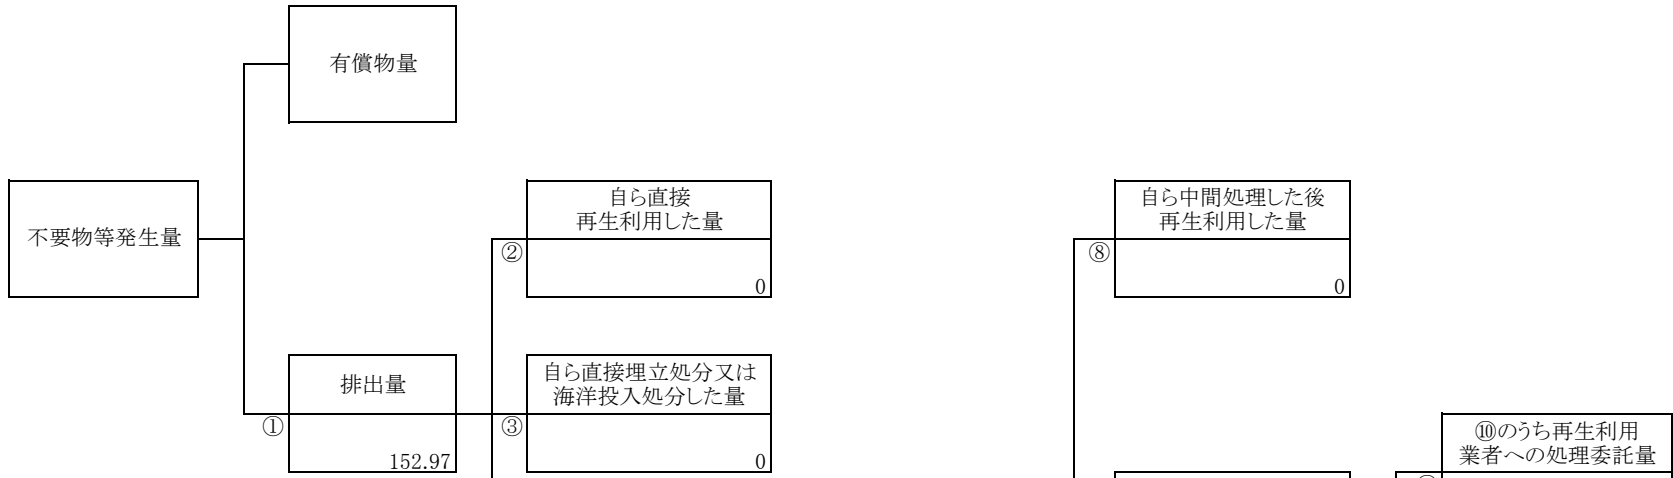 有償物量
不要物等発生量
自ら直接
再生利用した量
②
0
自ら中間処理した後
再生利用した量
⑧
0
排出量
①
152.97
自ら直接埋立処分又は
海洋投入処分した量
③
0
⑩のうち再生利用
業者への処理委託量